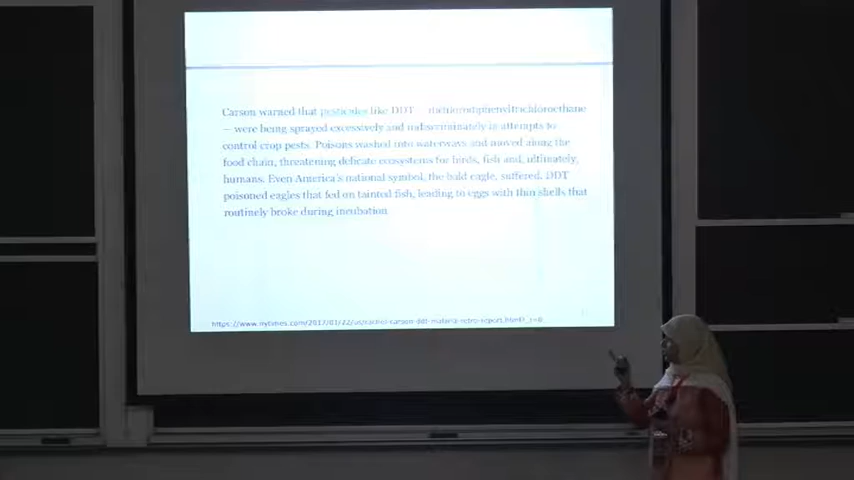 Carson warned that pesticides like DDT — methiorodiphenyltrichloroethane
— were being sprayed excessively and indiscriminately in attempts to
control crop pests. Poisons washed into waterways and moved along the
food chain, threatening delicate ecosystems for birds, fish and, ultimately,
humans. Even America's national symbol, the bald eagle, suffered. DDT
poisoned eagles that fed on tainted fish, leading to eggs with thin shells that
routinely broke during incubation
https://www.nytimes.com/2017/01/22/us/rachel-carson-ddt-malaria-retro-report.html?_r=0